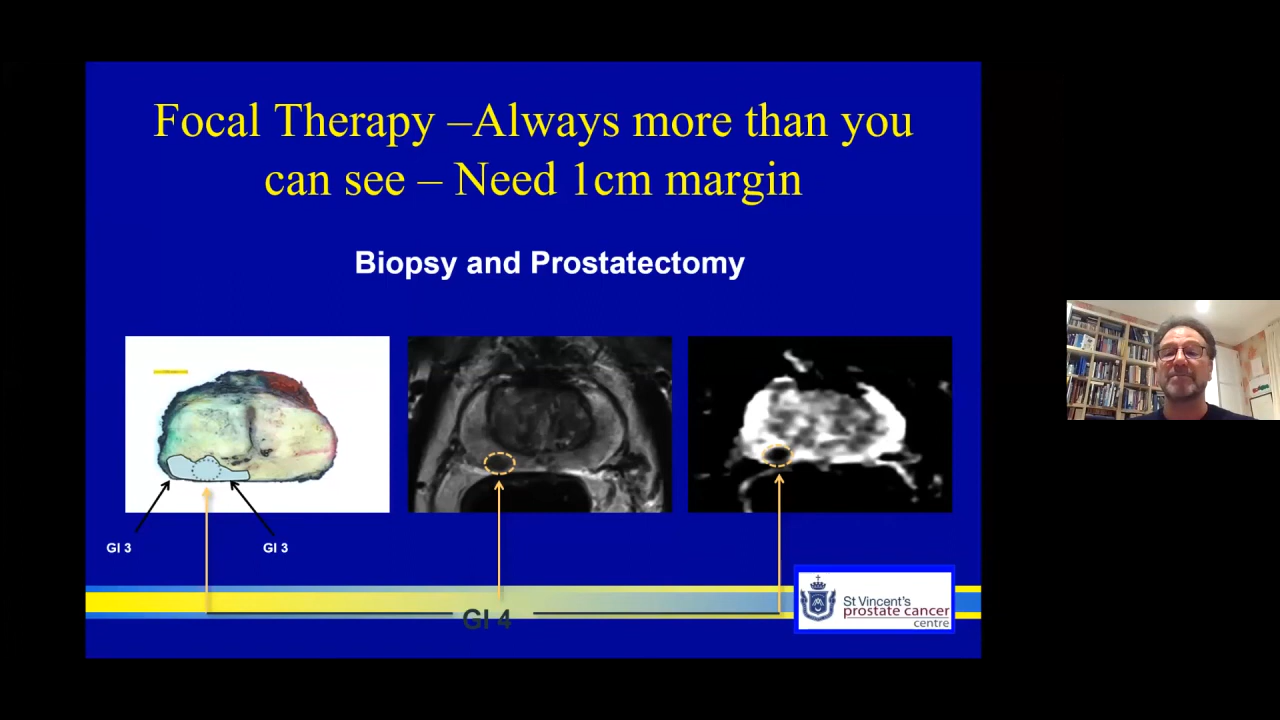 Focal Therapy –Always more than you
can see – Need 1cm margin
Biopsy and Prostatectomy
Gl 3
Gl 3
Gl 4
St Vincent's
prostate cancer
centre